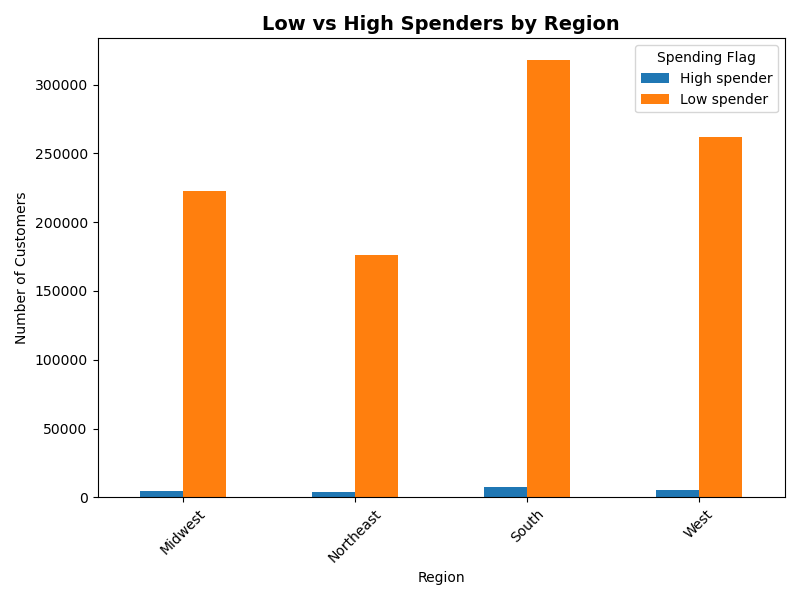 Low vs High Spenders by Region
Spending Flag
High spender
Low spender
Number of Customers
300000
250000
200000
150000
100000
50000
0
Midwest
Northeast
South
West
Region